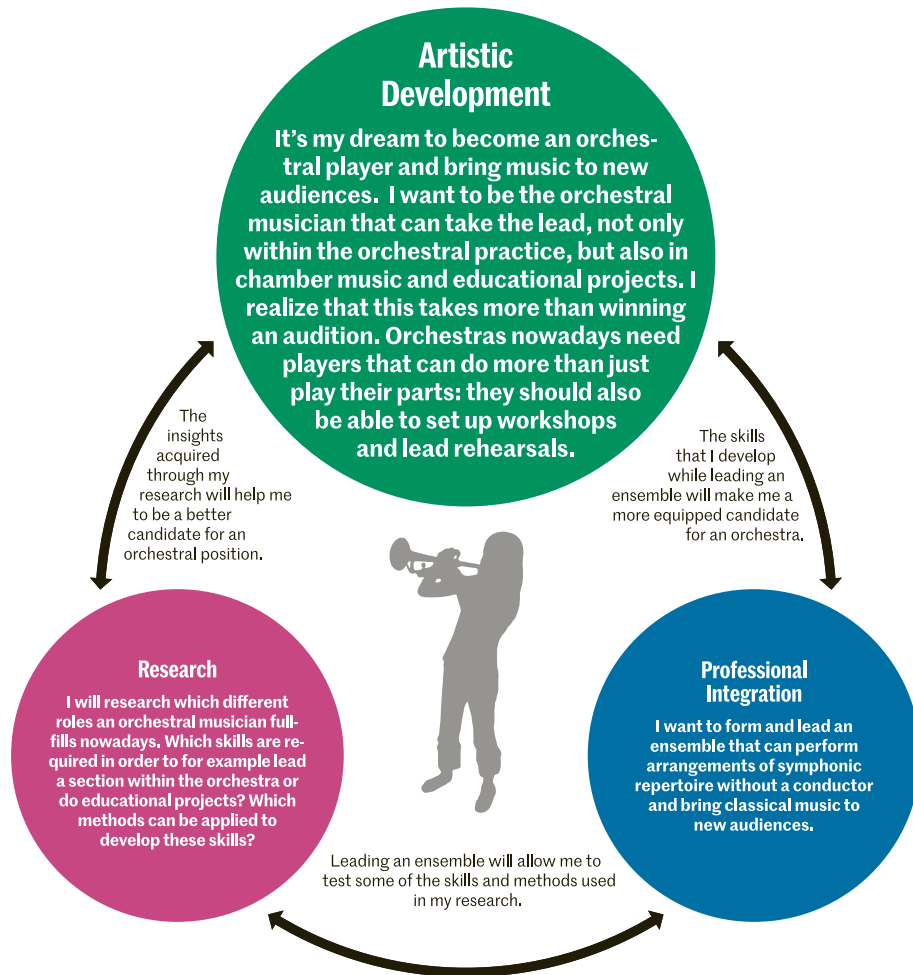 Artistic
Development
It's my dream to become an orches-
tral player and bring music to new
audiences.  I want to be the orchestral
musician that can take the lead, not only
within the orchestral practice, but also in
chamber music and educational projects. I
realize that this takes more than winning
an audition. Orchestras nowadays need
players that can do more than just
play their parts: they should also
be able to set up workshops
and lead rehearsals.
The
insights
acquired
through my
research will help me
to be a better
candidate for an
orchestral position.
The skills
that I develop
while leading an
ensemble will make me a
more equipped candidate
for an orchestra.
Research
I will research which different
roles an orchestral musician full-
fills nowadays. Which skills are re-
quired in order to for example lead
a section within the orchestra or
do educational projects? Which
methods can be applied to
develop these skills?
Professional
Integration
I want to form and lead an
ensemble that can perform
arrangements of symphonic
repertoire without a conductor
and bring classical music to
new audiences.
Leading an ensemble will allow me to
test some of the skills and methods used
in my research.